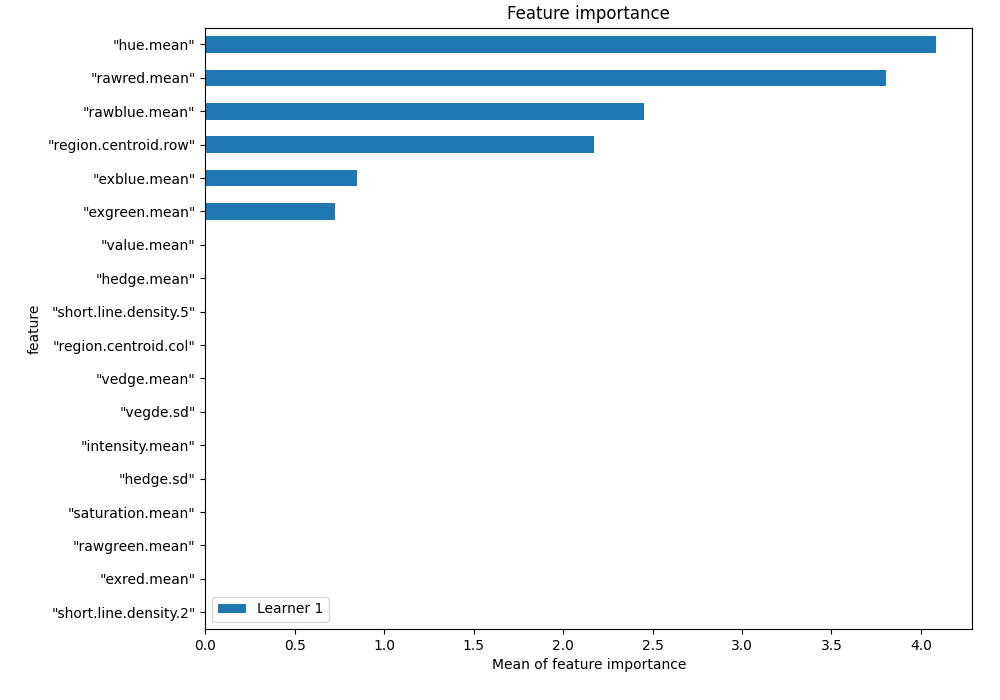 Feature importance
"hue.mean"
"rawred.mean"
"rawblue.mean"
"region.centroid.row"
"exblue.mean"
"exgreen.mean"
"value.mean"
"hedge.mean"
"short.line.density.5"
"region.centroid.col"
"vedge.mean"
"vegde.sd"
"intensity.mean"
"hedge.sd"
"saturation.mean"
"rawgreen.mean"
"exred.mean"
"short.line.density.2"
feature
Learner 1
0.0 0.5 1.0 1.5 2.0 2.5 3.0 3.5 4.0
Mean of feature importance